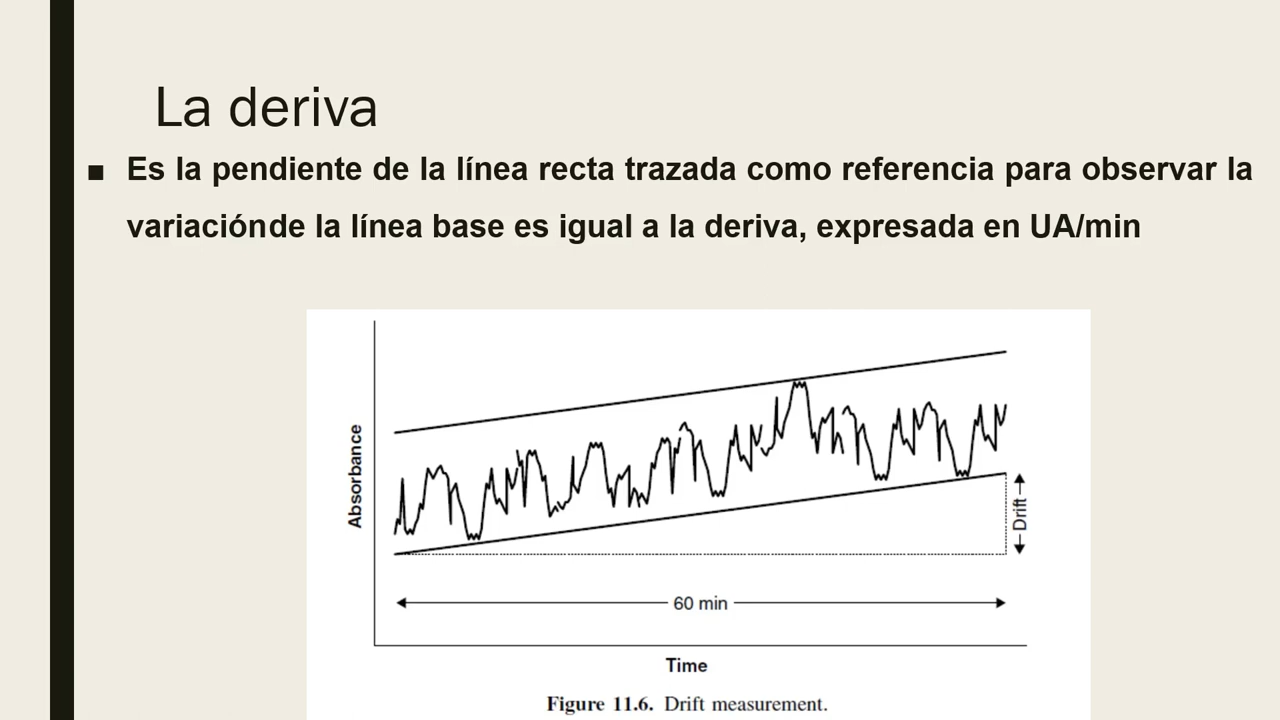 La deriva
▪ Es la pendiente de la línea recta trazada como referencia para observar la
variaciónde la línea base es igual a la deriva, expresada en UA/min
Absorbance
Drift
60 min
Time
Figure 11.6. Drift measurement.